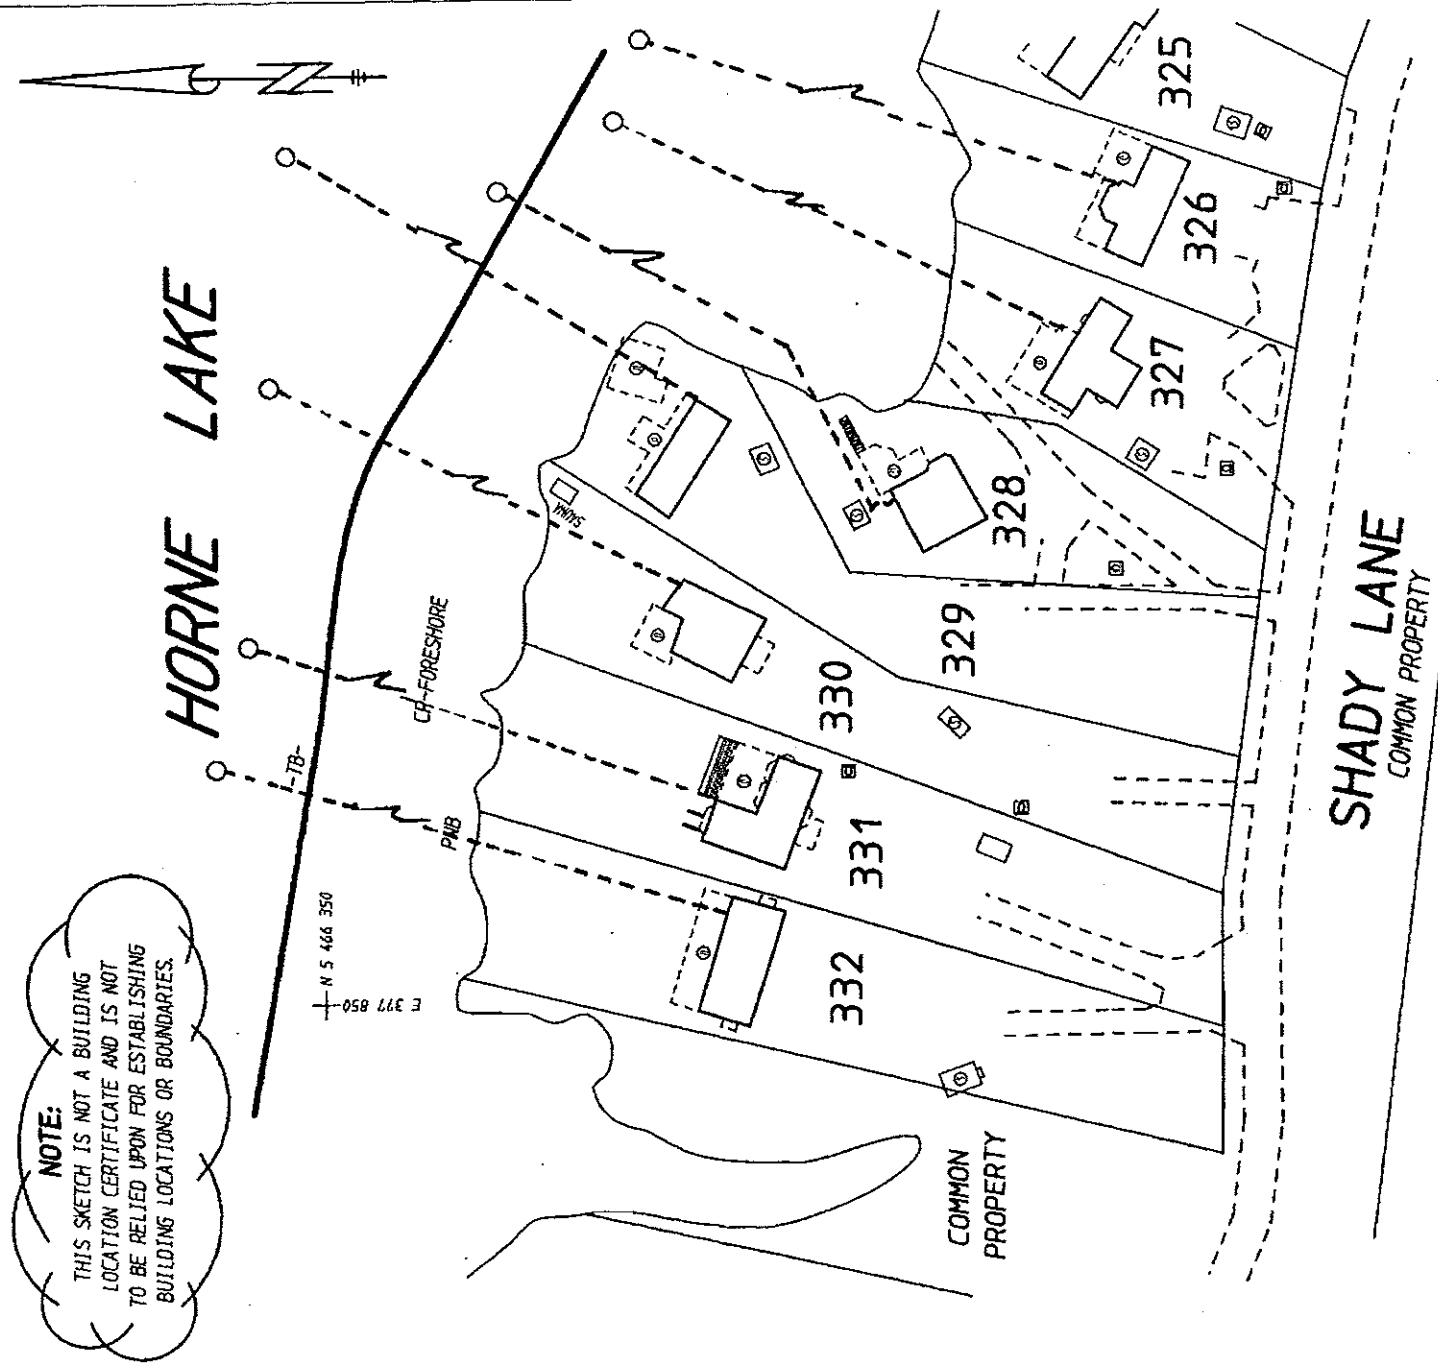 NOTE:
THIS SKETCH IS NOT A BUILDING
LOCATION CERTIFICATE AND IS NOT
TO BE RELIED UPON FOR ESTABLISHING
BUILDING LOCATIONS OR BOUNDARIES.
HORNE LAKE
N 5 466 350
E 377 850
-TB-
PWB
CP-FORESHORE
SAUNA
332
331
330
329
328
327
326
325
COMMON
PROPERTY
SHADY LANE
COMMON PROPERTY